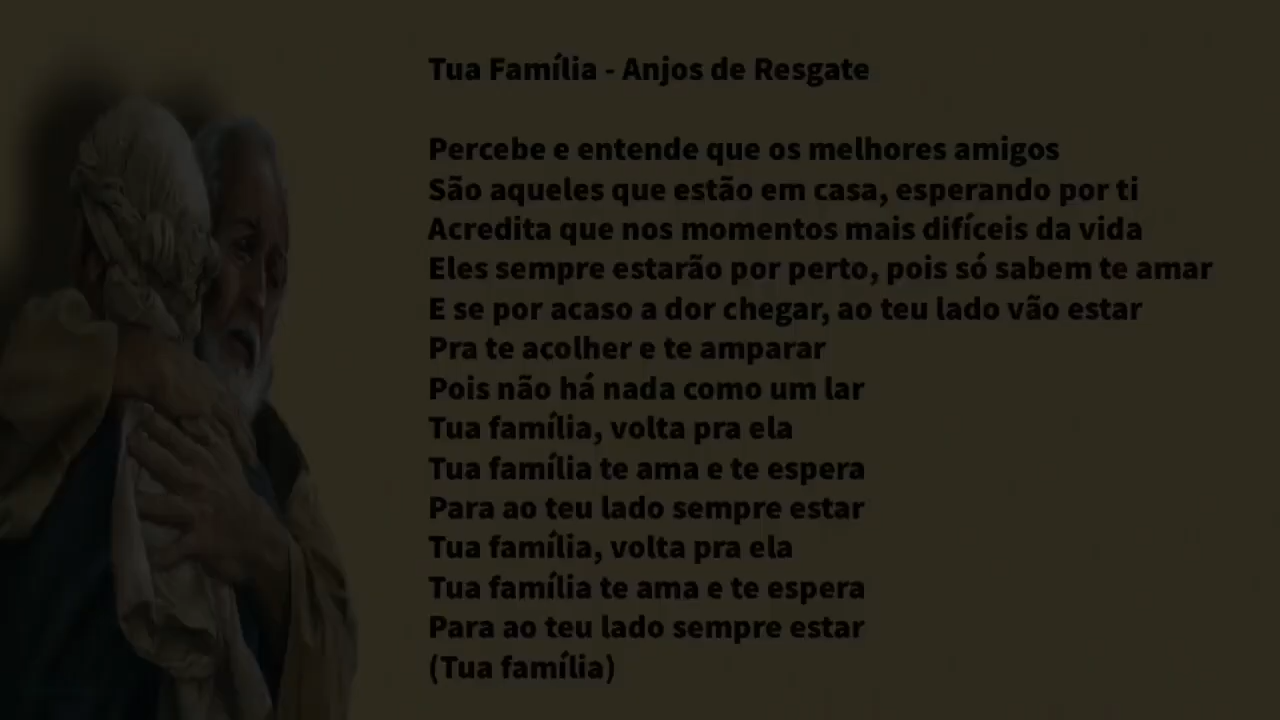 Tua Família - Anjos de Resgate
Percebe e entende que os melhores amigos
São aqueles que estão em casa, esperando por ti
Acredita que nos momentos mais difíceis da vida
Eles sempre estarão por perto, pois só sabem te amar
E se por acaso a dor chegar, ao teu lado vão estar
Pra te acolher e te amparar
Pois não há nada como um lar
Tua família, volta pra ela
Tua família te ama e te espera
Para ao teu lado sempre estar
Tua família, volta pra ela
Tua família te ama e te espera
Para ao teu lado sempre estar
(Tua família)